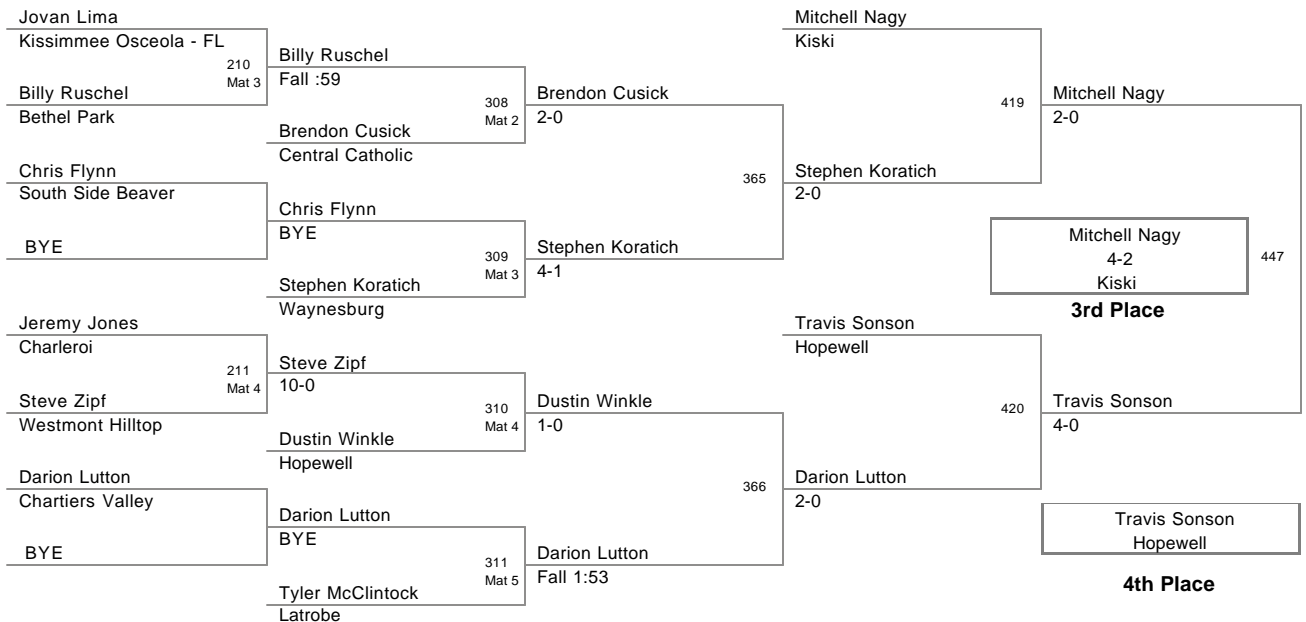 Jovan Lima
Kissimmee Osceola - FL
210
Mat 3
Billy Ruschel
Bethel Park
Chris Flynn
South Side Beaver
BYE
Jeremy Jones
Charleroi
211
Mat 4
Steve Zipf
Westmont Hilltop
Darion Lutton
Chartiers Valley
BYE
Billy Ruschel
Fall :59
308
Mat 2
Brendon Cusick
Central Catholic
Chris Flynn
BYE
309
Mat 3
Stephen Koratich
Waynesburg
Steve Zipf
10-0
310
Mat 4
Dustin Winkle
Hopewell
Darion Lutton
BYE
311
Mat 5
Tyler McClintock
Latrobe
Brendon Cusick
2-0
365
Stephen Koratich
4-1
Dustin Winkle
1-0
366
Darion Lutton
Fall 1:53
Mitchell Nagy
Kiski
419
Stephen Koratich
2-0
Travis Sonson
Hopewell
420
Darion Lutton
2-0
Mitchell Nagy
2-0
447
Travis Sonson
4-0
Mitchell Nagy
4-2
Kiski
3rd Place
Travis Sonson
Hopewell
4th Place